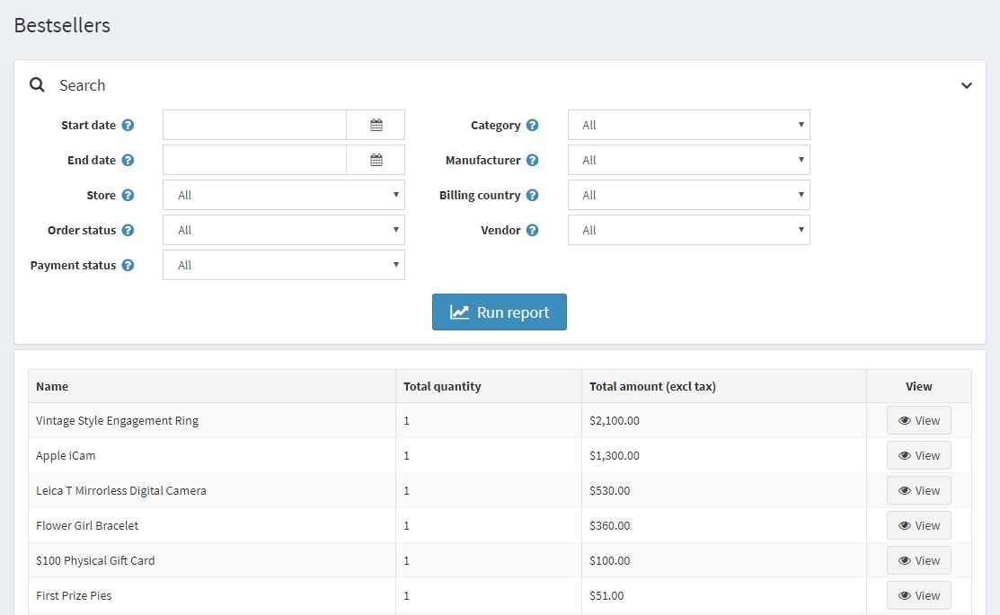 Bestsellers
Search
Start date
Category All
End date
Manufacturer All
Store All
Billing country All
Order status All
Vendor All
Payment status All
Run report
Name Total quantity Total amount (excl tax) View
Vintage Style Engagement Ring 1 $2,100.00 View
Apple iCam 1 $1,300.00 View
Leica T Mirrorless Digital Camera 1 $530.00 View
Flower Girl Bracelet 1 $360.00 View
$100 Physical Gift Card 1 $100.00 View
First Prize Pies 1 $51.00 View